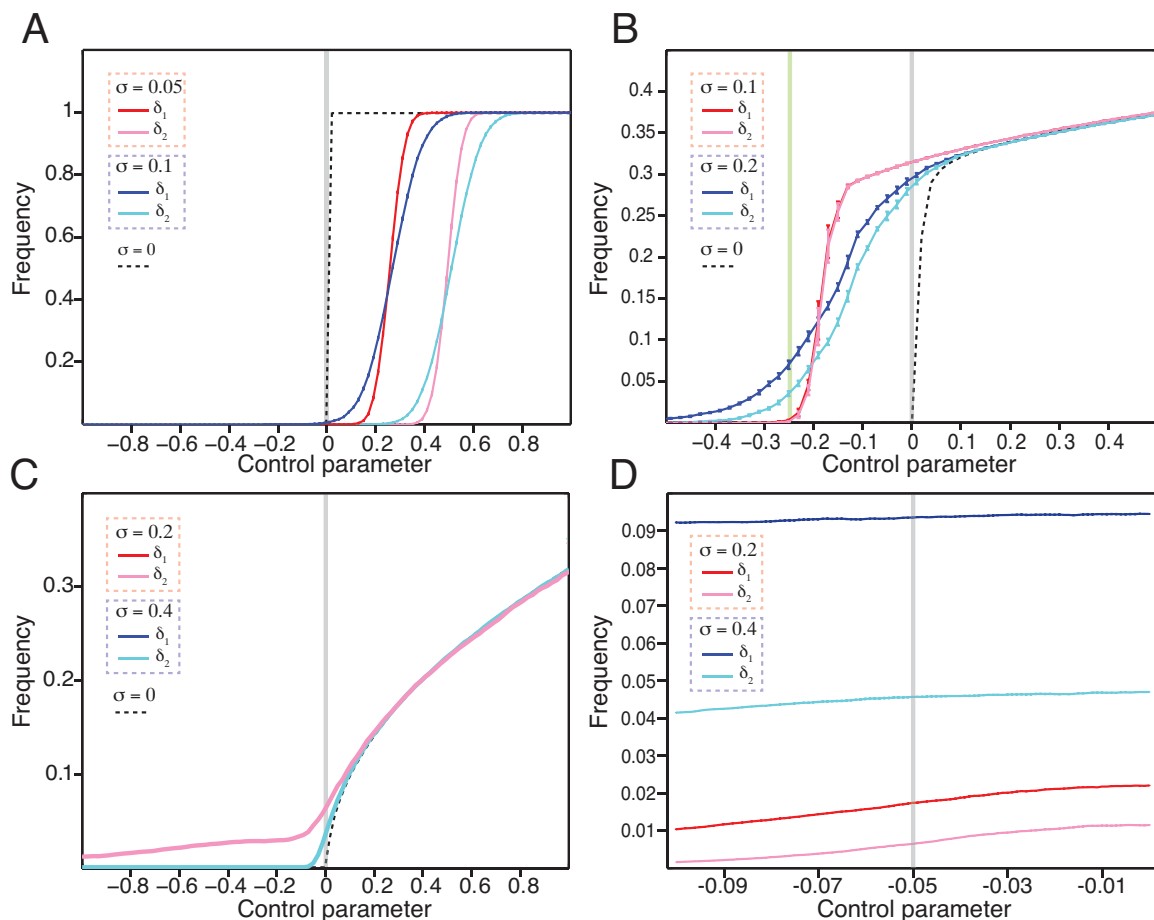 A
σ = 0.05
δ1
δ2
σ = 0.1
δ1
δ2
σ = 0
Frequency
1
0.8
0.6
0.4
0.2
−0.8 −0.6 −0.4 −0.2 0 0.2 0.4 0.6 0.8
Control parameter
B
σ = 0.1
δ1
δ2
σ = 0.2
δ1
δ2
σ = 0
Frequency
0.4
0.35
0.3
0.25
0.2
0.15
0.1
0.05
−0.4 −0.3 −0.2 −0.1 0 0.1 0.2 0.3 0.4
Control parameter
C
σ = 0.2
δ1
δ2
σ = 0.4
δ1
δ2
σ = 0
Frequency
0.3
0.2
0.1
−0.8 −0.6 −0.4 −0.2 0 0.2 0.4 0.6 0.8
Control parameter
D
σ = 0.2
δ1
δ2
σ = 0.4
δ1
δ2
Frequency
0.09
0.08
0.07
0.06
0.05
0.04
0.03
0.02
0.01
-0.09 -0.07 -0.05 -0.03 -0.01
Control parameter